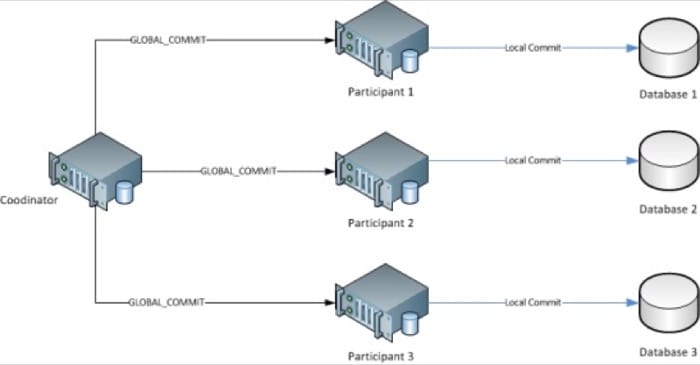 GLOBAL_COMMIT
Local Commit
Participant 1
Database 1
GLOBAL_COMMIT
Local Commit
Coodinator
Participant 2
Database 2
GLOBAL_COMMIT
Local Commit
Participant 3
Database 3